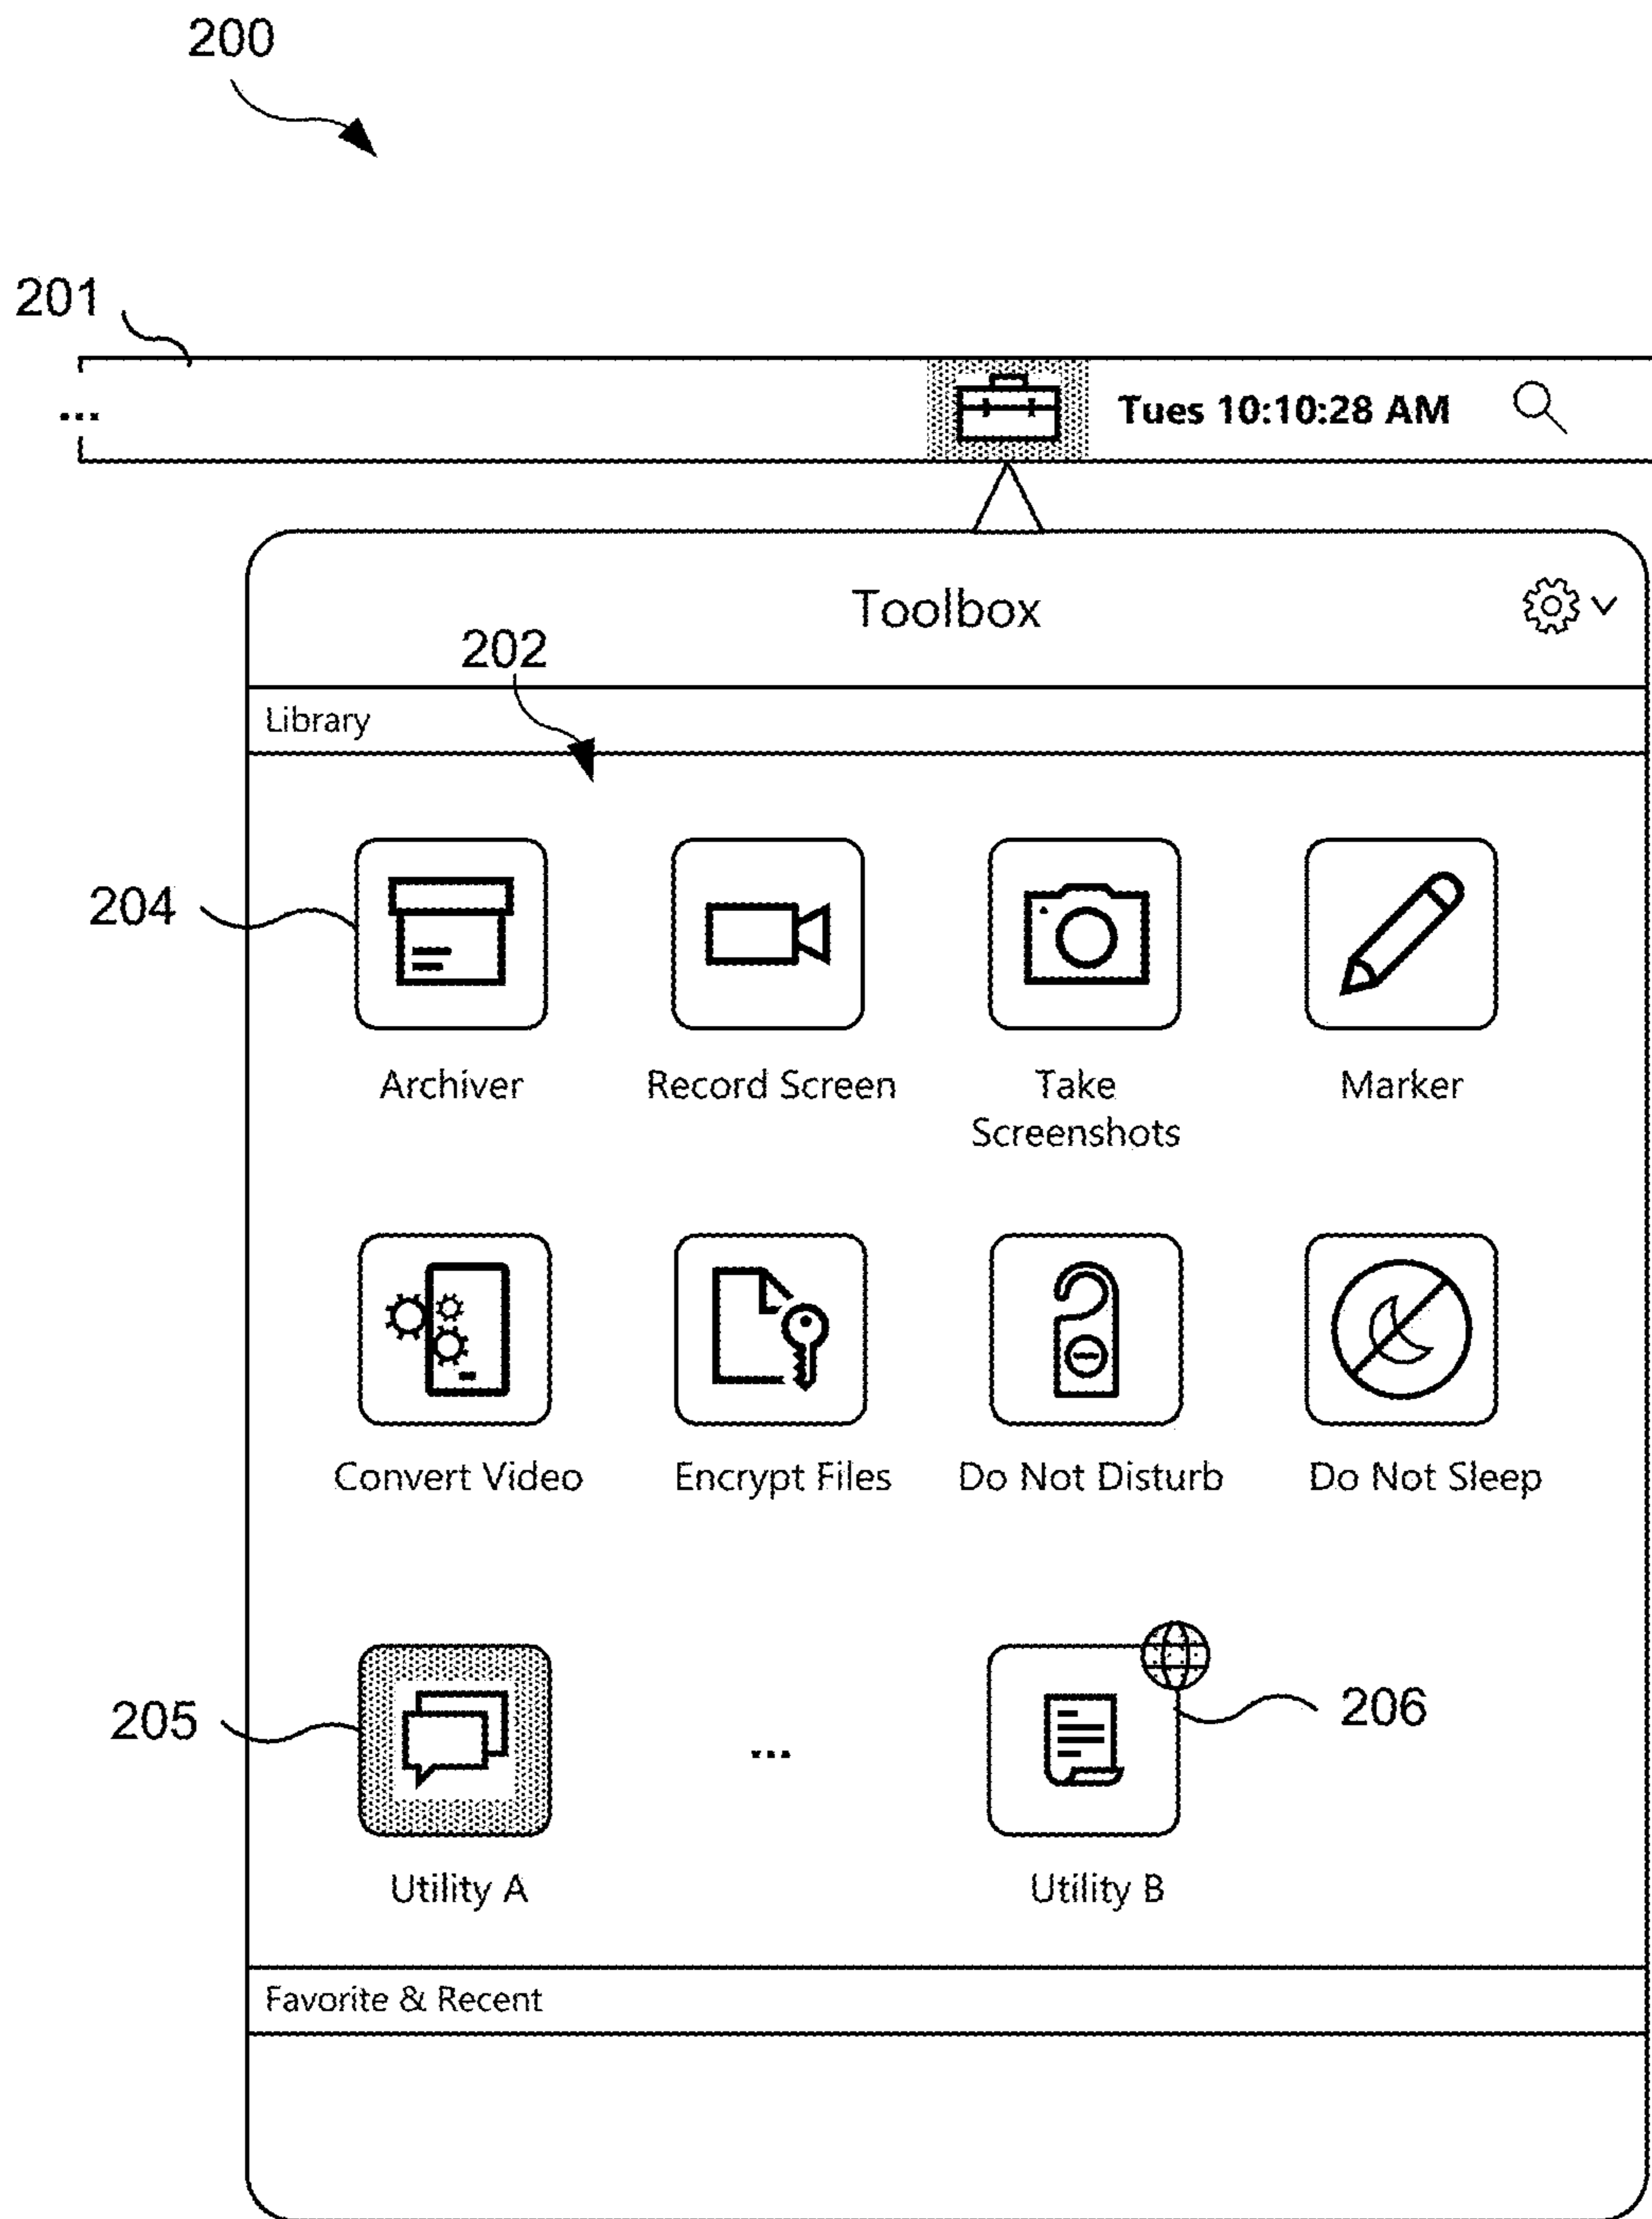 200
201
...
Tues 10:10:28 AM
Toolbox
202
Library
204
Archiver
Record Screen
Take
Screenshots
Marker
Convert Video
Encrypt Files
Do Not Disturb
Do Not Sleep
205
...
206
Utility A
Utility B
Favorite & Recent